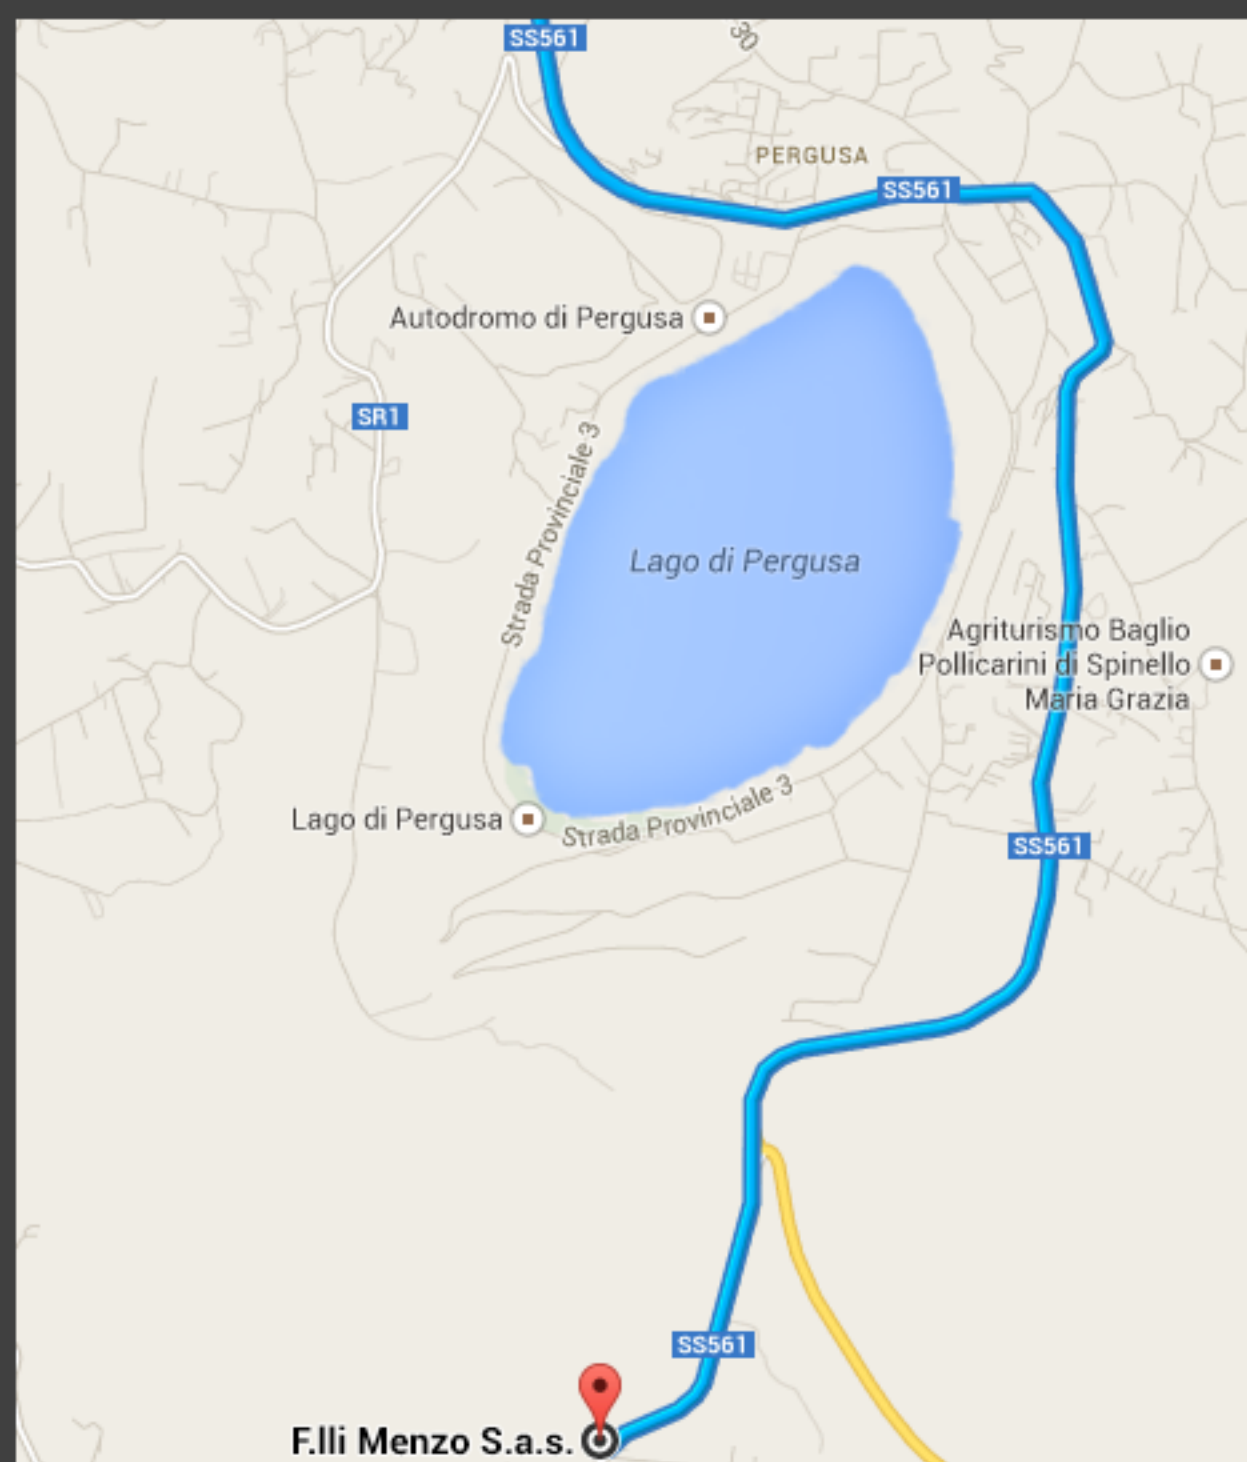 SS561
30
PERGUSA
SS561
Autodromo di Pergusa
SR1
Strada Provinciale 3
Lago di Pergusa
Agriturismo Baglio
Pollicarini di Spinello
Maria Grazia
Strada Provinciale 3
Lago di Pergusa
SS561
SS561
F.lli Menzo S.a.s.